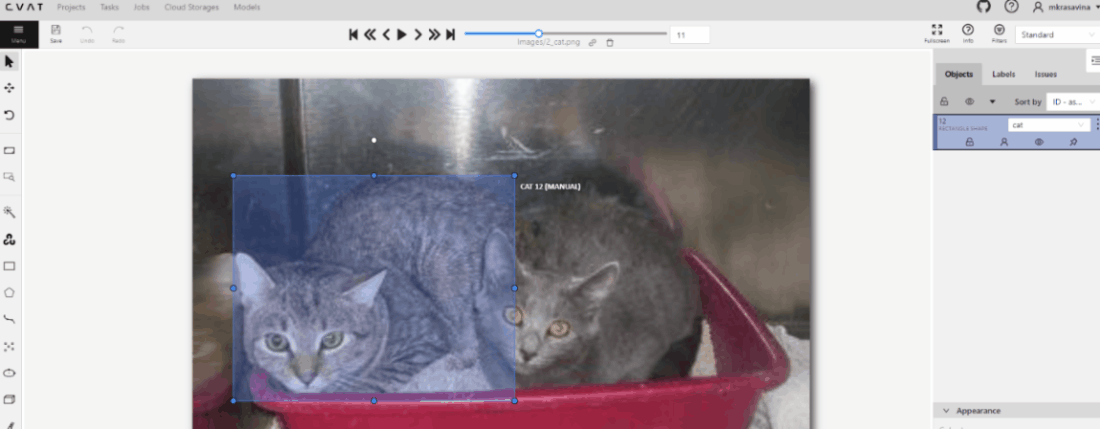 CVAT Projects Tasks Jobs Cloud Storages Models mkrasavina
Menu Save Undo Redo images/2_cat.png 11 Fullscreen Info Filters Standard
Objects Labels Issues
Sort by ID - as...
12 cat
RECTANGLE SHAPE
CAT 12 (MANUAL)
Appearance